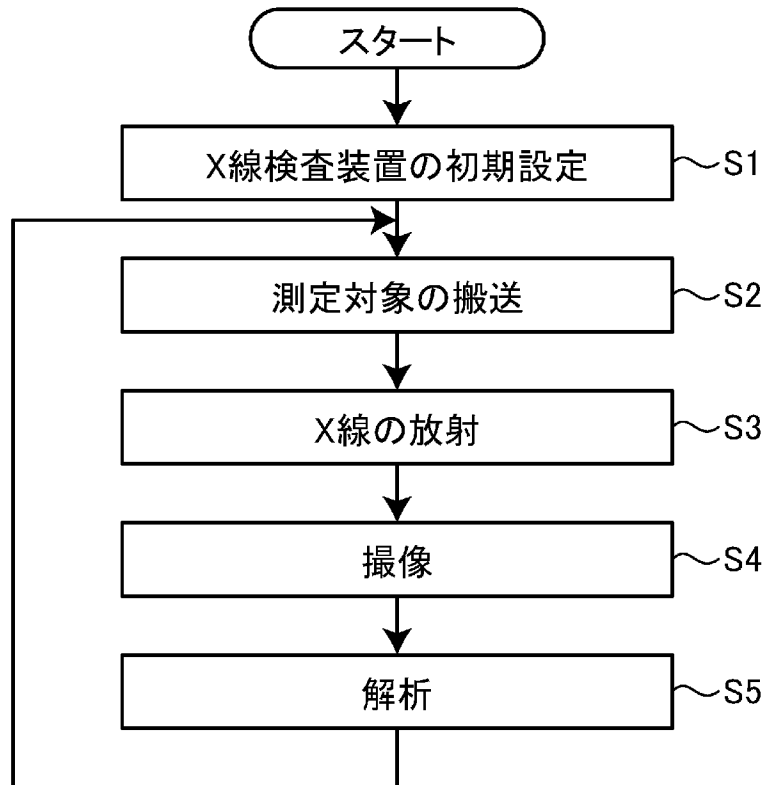 スタート
X線検査装置の初期設定
S1
測定対象の搬送
S2
X線の放射
S3
撮像
S4
解析
S5